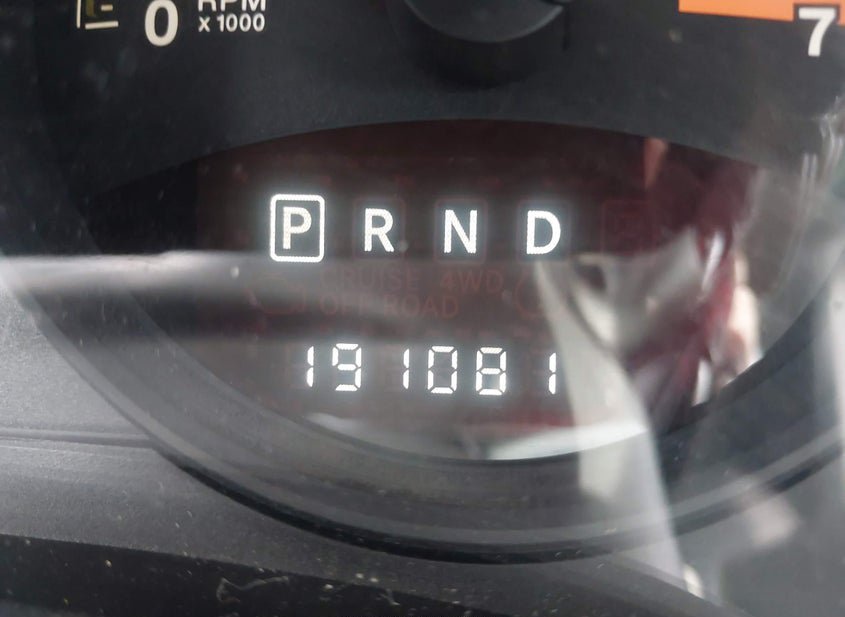 E 0 RPM
x 1000
7
P R N D
CRUISE 4WD
OFF ROAD
191081